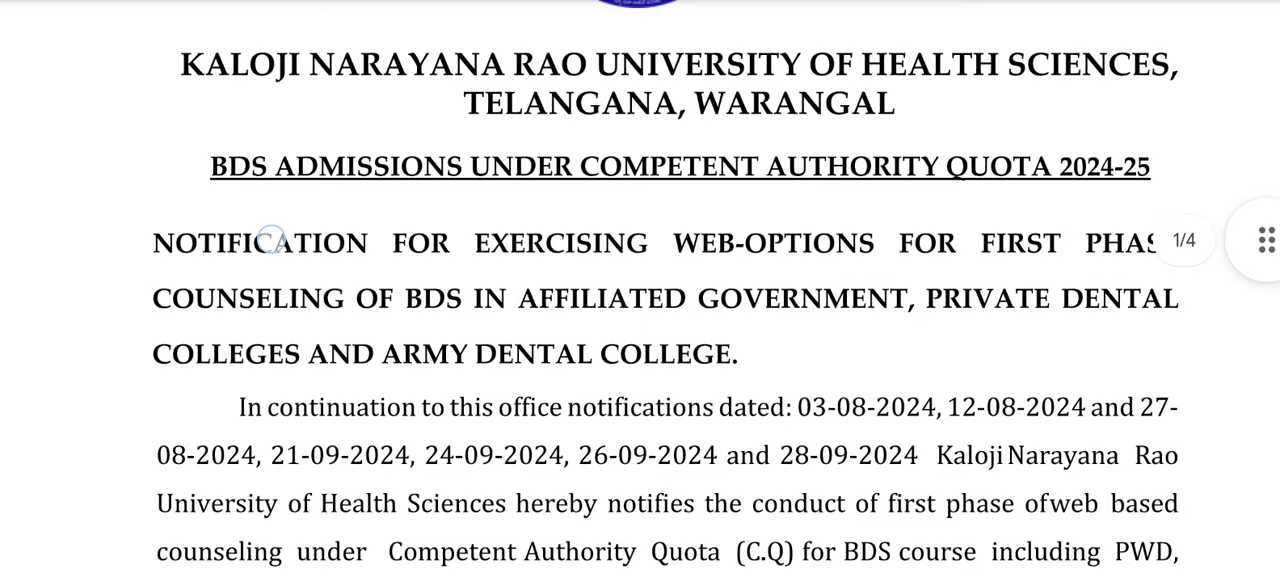 KALOJI NARAYANA RAO UNIVERSITY OF HEALTH SCIENCES,
TELANGANA, WARANGAL
BDS ADMISSIONS UNDER COMPETENT AUTHORITY QUOTA 2024-25
NOTIFICATION FOR EXERCISING WEB-OPTIONS FOR FIRST PHAS
1/4
COUNSELING OF BDS IN AFFILIATED GOVERNMENT, PRIVATE DENTAL
COLLEGES AND ARMY DENTAL COLLEGE.
In continuation to this office notifications dated: 03-08-2024, 12-08-2024 and 27-
08-2024, 21-09-2024, 24-09-2024, 26-09-2024 and 28-09-2024 Kaloji Narayana Rao
University of Health Sciences hereby notifies the conduct of first phase ofweb based
counseling under Competent Authority Quota (C.Q) for BDS course including PWD,